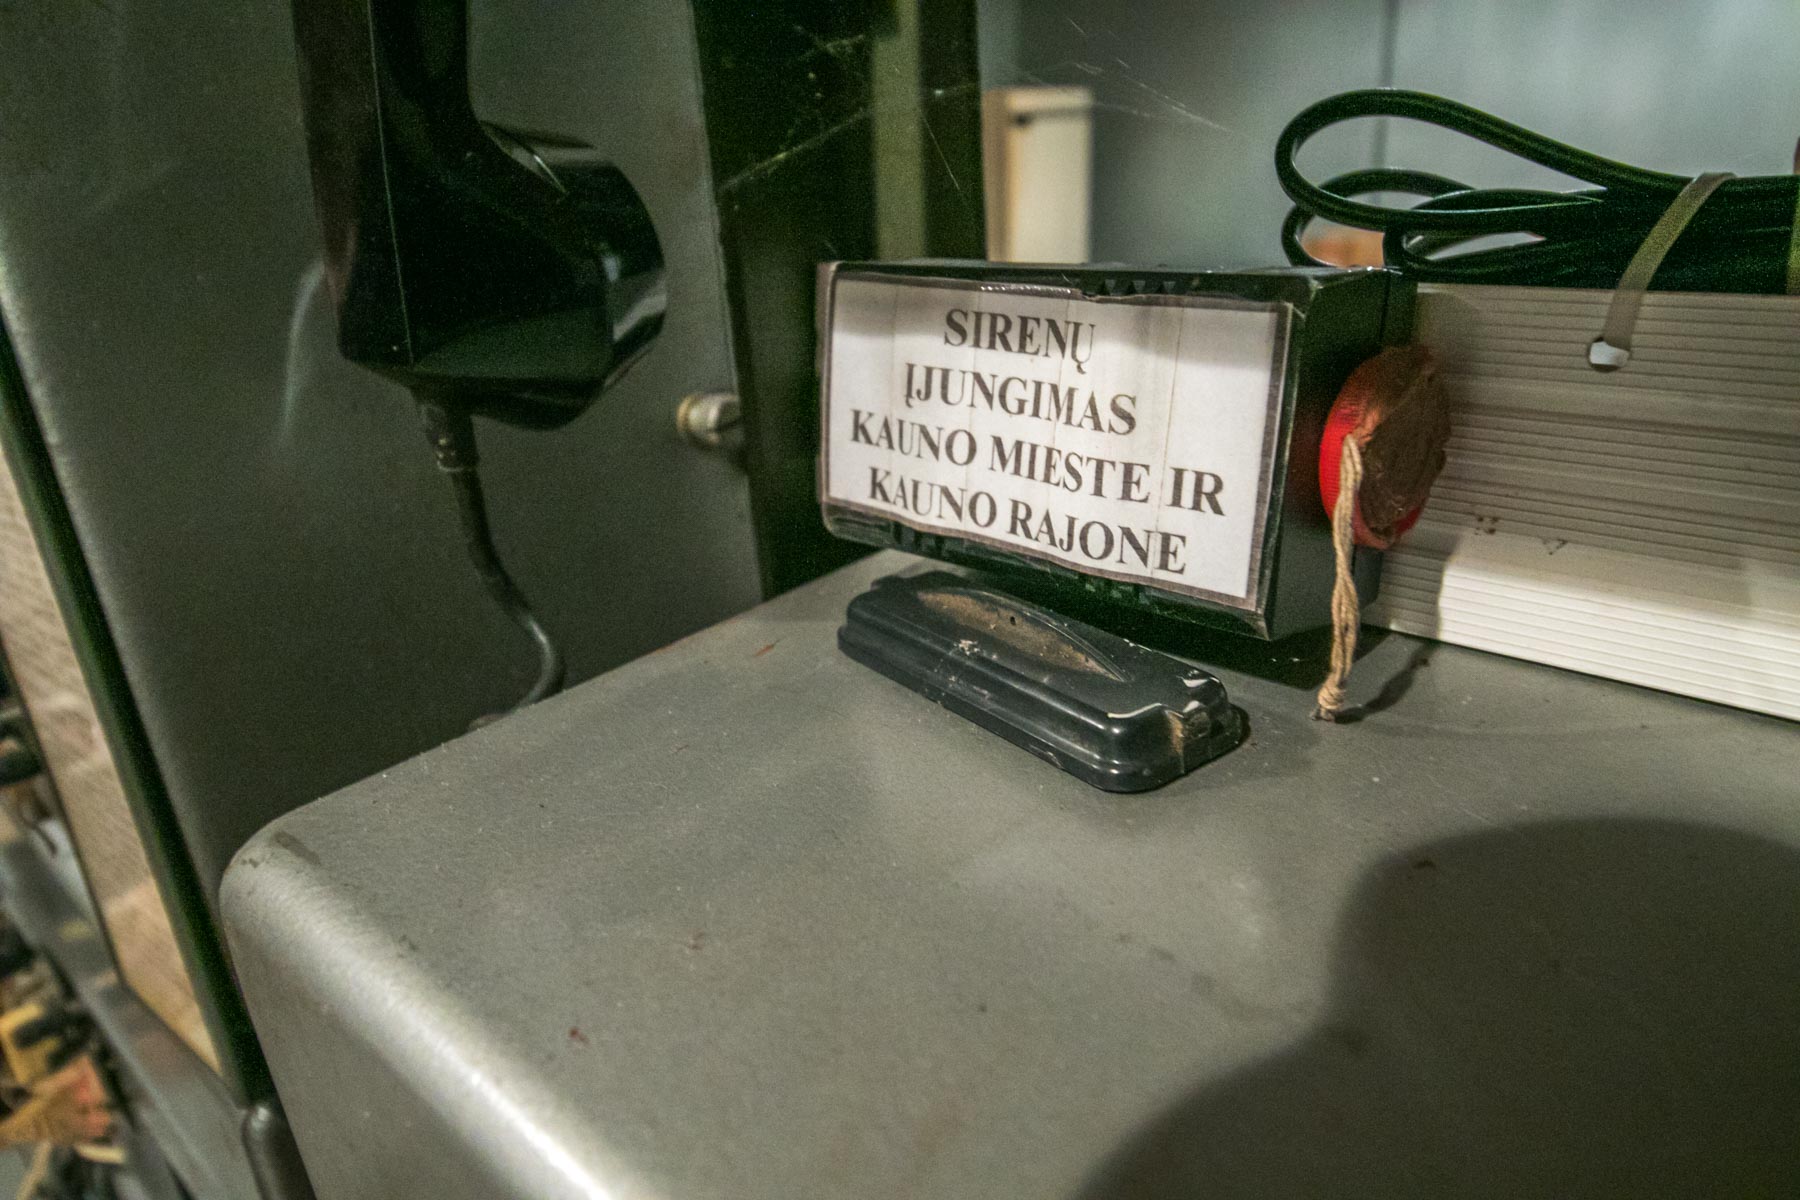 SIRENŲ
ĮJUNGIMAS
KAUNO MIESTE IR
KAUNO RAJONE